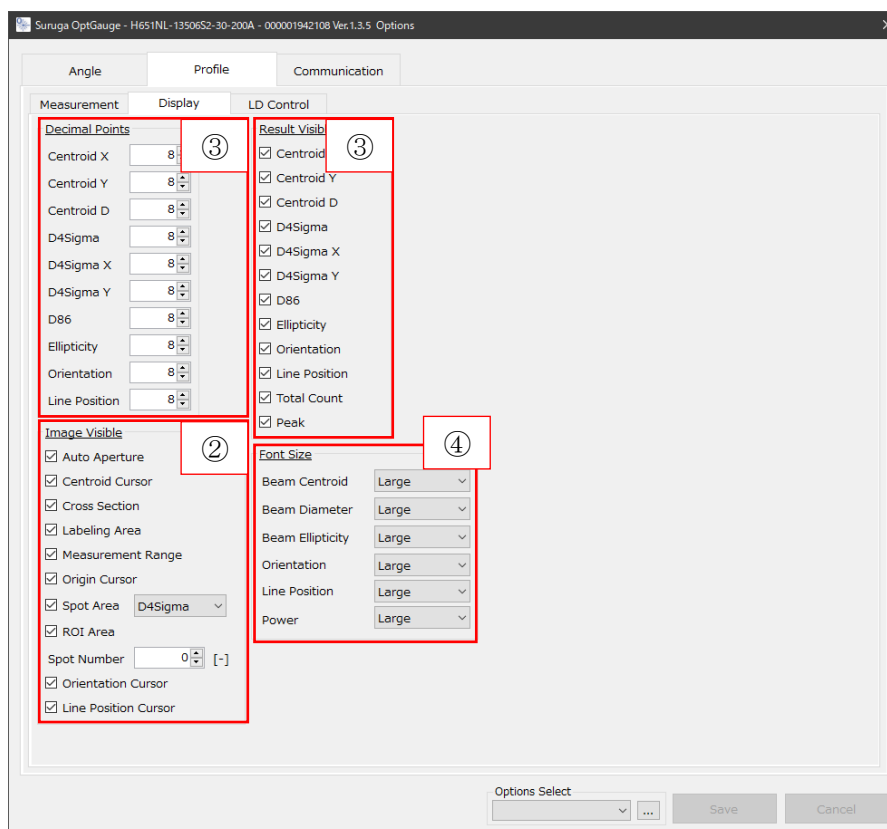 Suruga OptGauge - H651NL-13506S2-30-200A - 000001942108 Ver.1.3.5 Options
Angle Profile Communication
Measurement Display LD Control
Decimal Points
③
Centroid X 8
Centroid Y 8
Centroid D 8
D4Sigma 8
D4Sigma X 8
D4Sigma Y 8
D86 8
Ellipticity 8
Orientation 8
Line Position 8
Result Visib
③
Centroid
Centroid Y
Centroid D
D4Sigma
D4Sigma X
D4Sigma Y
D86
Ellipticity
Orientation
Line Position
Total Count
Peak
Image Visible
②
Auto Aperture
Centroid Cursor
Cross Section
Labeling Area
Measurement Range
Origin Cursor
Spot Area D4Sigma
ROI Area
Spot Number 0 [-]
Orientation Cursor
Line Position Cursor
Font Size
④
Beam Centroid Large
Beam Diameter Large
Beam Ellipticity Large
Orientation Large
Line Position Large
Power Large
Options Select
... Save Cancel